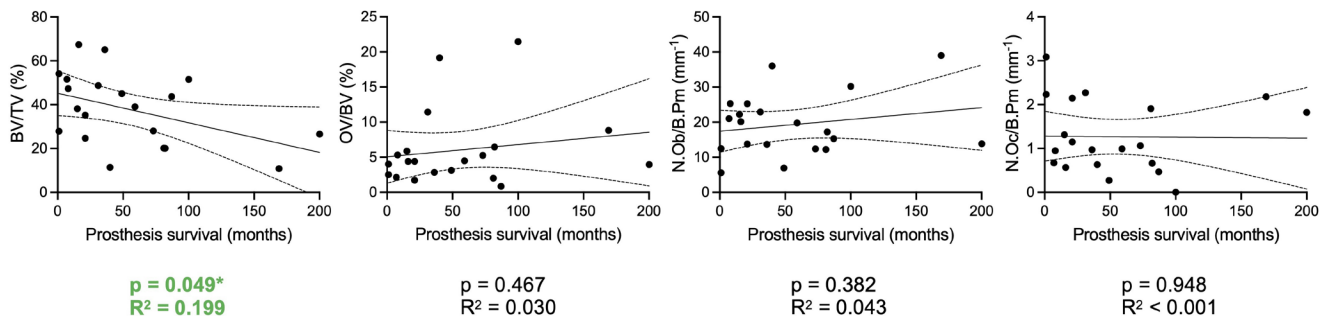 BV/TV (%)
80
60
40
20
0
0 50 100 150 200
Prosthesis survival (months)
p = 0.049*
R² = 0.199
OV/BV (%)
25
20
15
10
5
0
0 50 100 150 200
Prosthesis survival (months)
p = 0.467
R² = 0.030
N.Ob/B.Pm (mm⁻¹)
50
40
30
20
10
0
0 50 100 150 200
Prosthesis survival (months)
p = 0.382
R² = 0.043
N.Oc/B.Pm (mm⁻¹)
4
3
2
1
0
0 50 100 150 200
Prosthesis survival (months)
p = 0.948
R² < 0.001